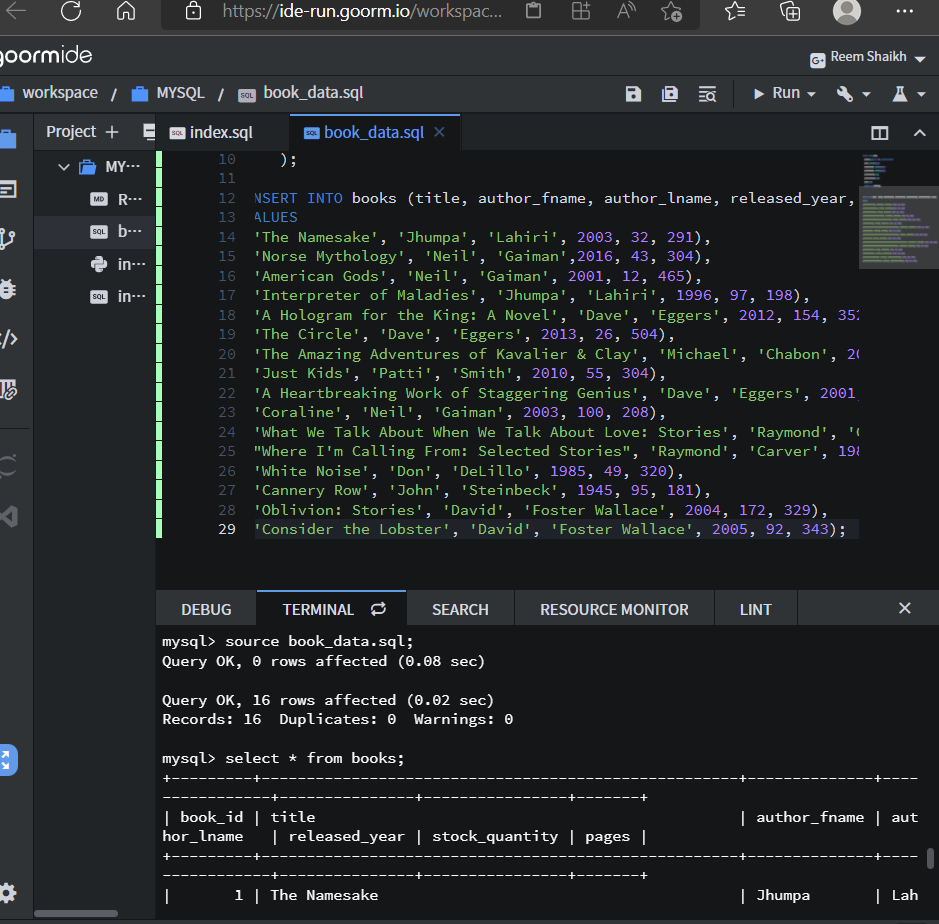 https://ide-run.goorm.io/workspac...
goormide
Reem Shaikh
workspace / MYSQL / book_data.sql
Run
Project +
index.sql
book_data.sql ×
MY···
R···
b···
in···
in···
10 );
11
12 NSERT INTO books (title, author_fname, author_lname, released_year,
13 ALUES
14 'The Namesake', 'Jhumpa', 'Lahiri', 2003, 32, 291),
15 'Norse Mythology', 'Neil', 'Gaiman',2016, 43, 304),
16 'American Gods', 'Neil', 'Gaiman', 2001, 12, 465),
17 'Interpreter of Maladies', 'Jhumpa', 'Lahiri', 1996, 97, 198),
18 'A Hologram for the King: A Novel', 'Dave', 'Eggers', 2012, 154, 352
19 'The Circle', 'Dave', 'Eggers', 2013, 26, 504),
20 'The Amazing Adventures of Kavalier & Clay', 'Michael', 'Chabon', 20
21 'Just Kids', 'Patti', 'Smith', 2010, 55, 304),
22 'A Heartbreaking Work of Staggering Genius', 'Dave', 'Eggers', 2001
23 'Coraline', 'Neil', 'Gaiman', 2003, 100, 208),
24 'What We Talk About When We Talk About Love: Stories', 'Raymond', 'C
25 "Where I'm Calling From: Selected Stories", 'Raymond', 'Carver', 198
26 'White Noise', 'Don', 'DeLillo', 1985, 49, 320),
27 'Cannery Row', 'John', 'Steinbeck', 1945, 95, 181),
28 'Oblivion: Stories', 'David', 'Foster Wallace', 2004, 172, 329),
29 'Consider the Lobster', 'David', 'Foster Wallace', 2005, 92, 343);
DEBUG TERMINAL SEARCH RESOURCE MONITOR LINT ×
mysql> source book_data.sql;
Query OK, 0 rows affected (0.08 sec)
Query OK, 16 rows affected (0.02 sec)
Records: 16  Duplicates: 0  Warnings: 0
mysql> select * from books;
+---------+------------------------------------------------------+--------------+----
------------+---------------+----------------+-------+
| book_id | title | author_fname | aut
hor_lname | released_year | stock_quantity | pages |
+---------+------------------------------------------------------+--------------+----
------------+---------------+----------------+-------+
| 1 | The Namesake | Jhumpa | Lah